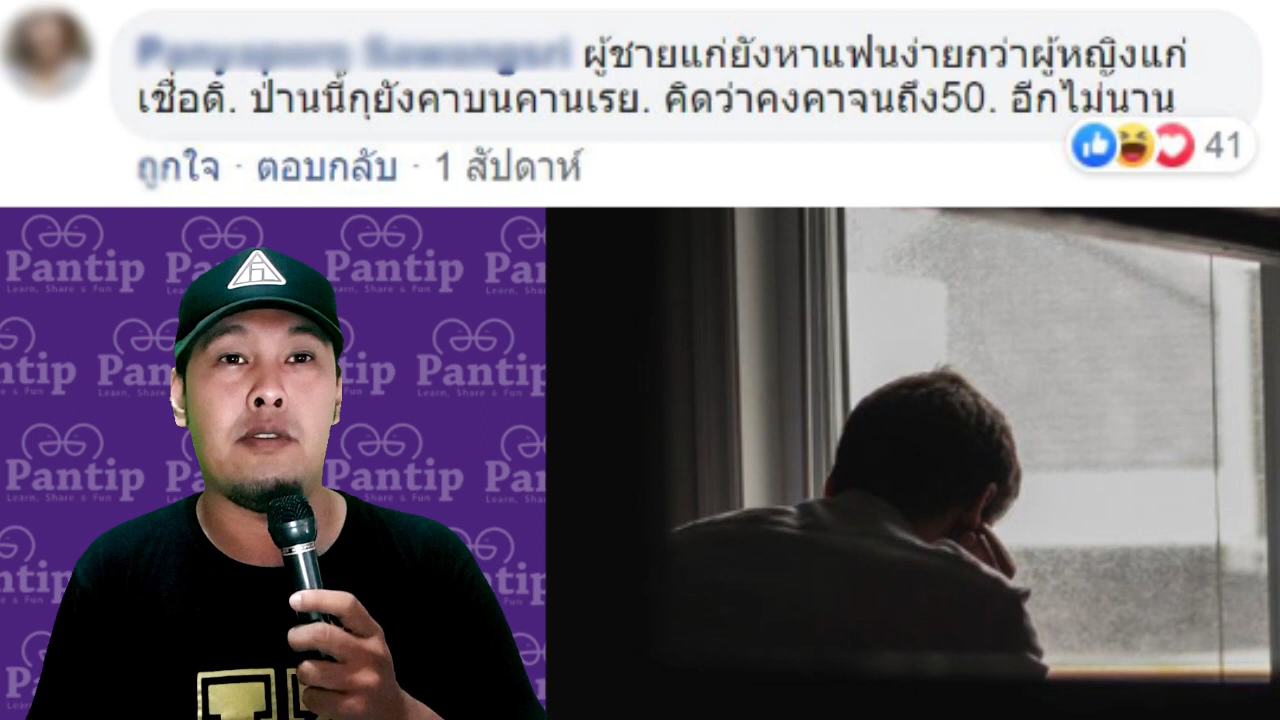 ผู้ชายแก่ยังหาแฟนง่ายกว่าผู้หญิงแก่
เชื่อดิ. ป่านนี้กุยังคาบนคานเรย. คิดว่าคงคาจนถึง50. อีกไม่นาน
ถูกใจ · ตอบกลับ · 1 สัปดาห์
41
Pantip
Learn, Share & Fun